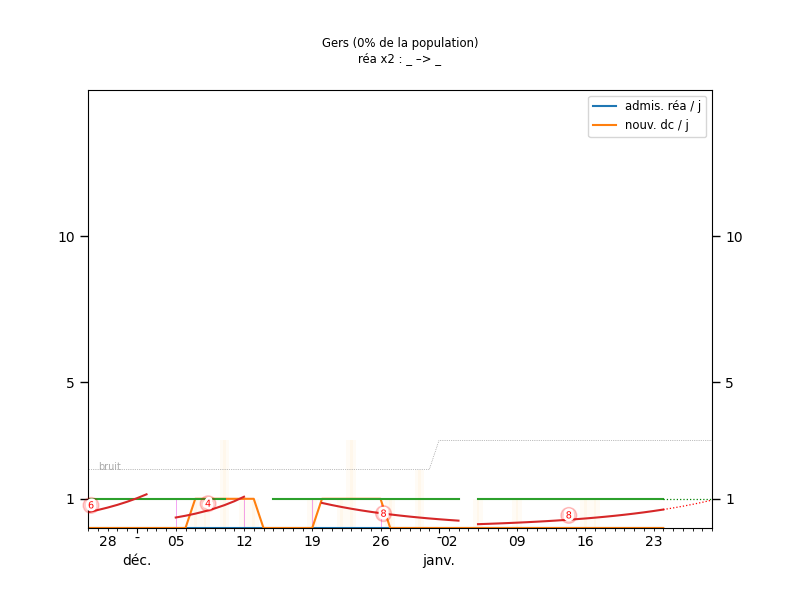 Gers (0% de la population)
réa x2 : _ –> _
admis. réa / j
nouv. dc / j
10 10
5 5
bruit
1 1
6 4 8 8
28 - 05 12 19 26 -02 09 16 23
déc. janv.